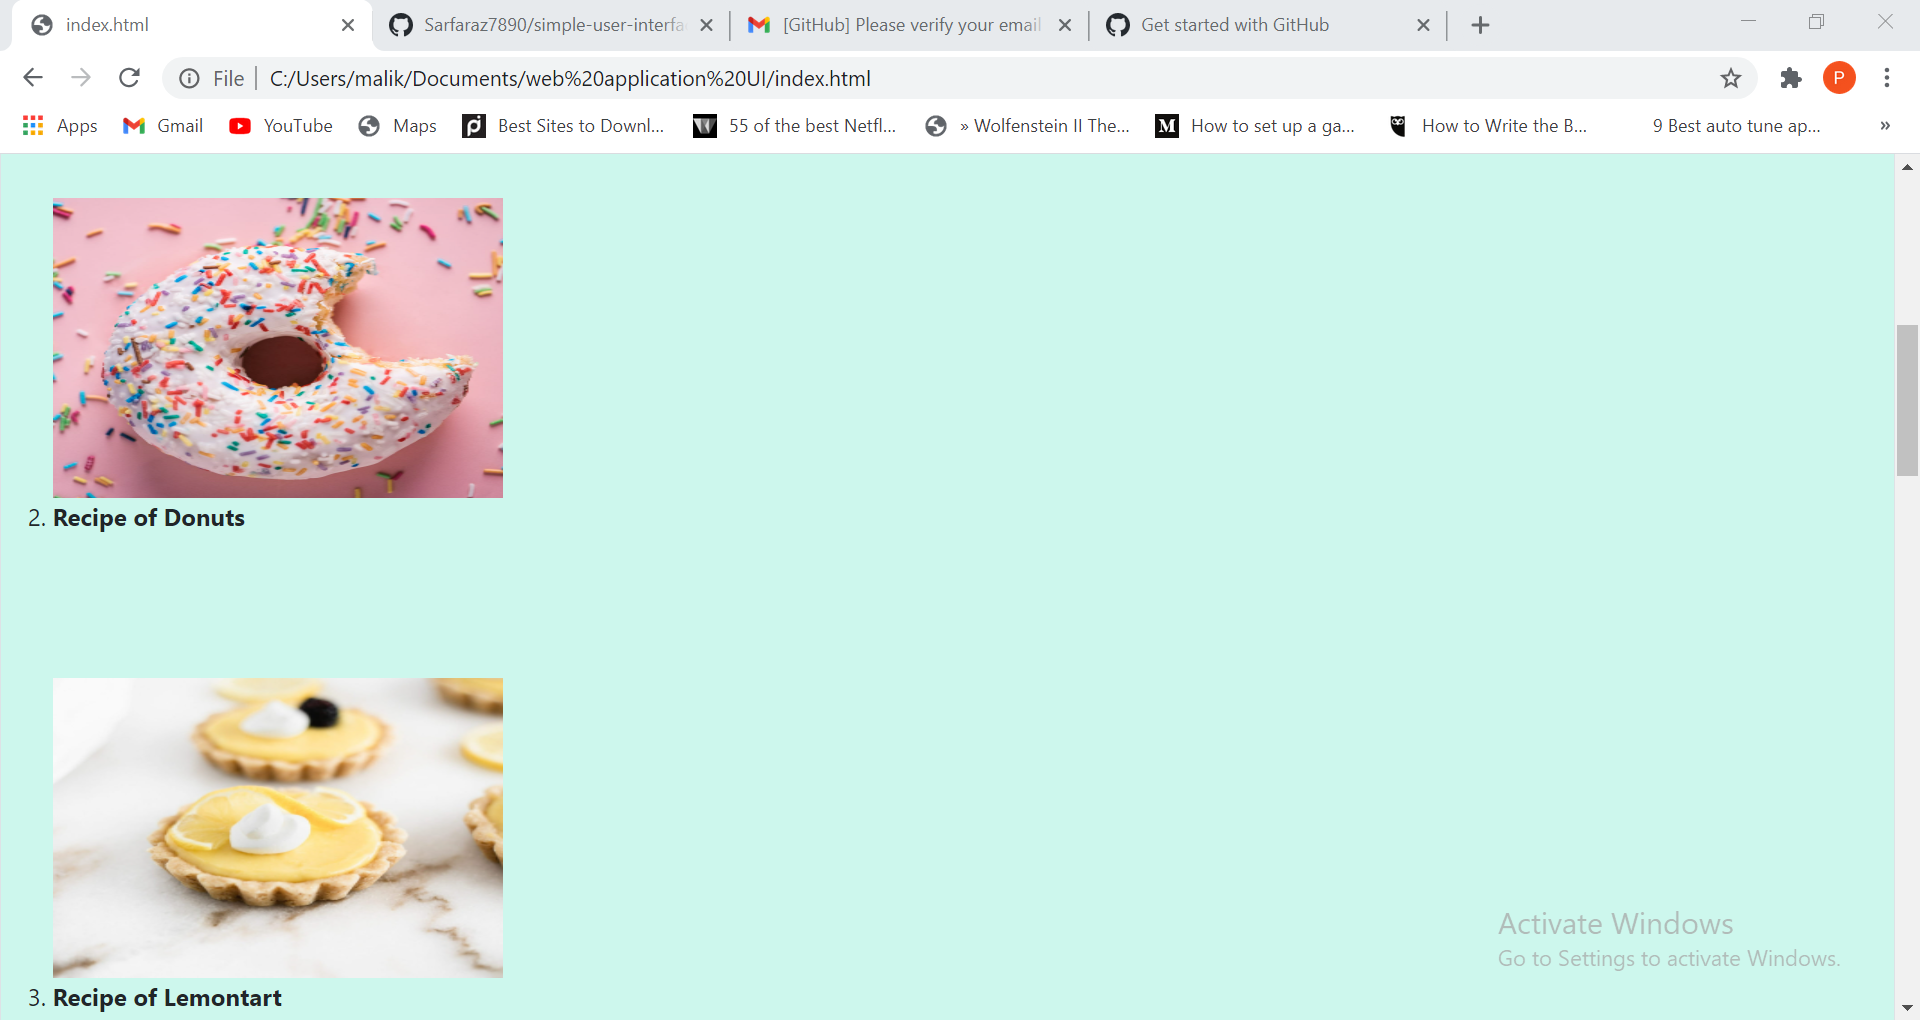 index.html
Sarfaraz7890/simple-user-interfa
[GitHub] Please verify your email
Get started with GitHub
File
C:/Users/malik/Documents/web%20application%20UI/index.html
P
Apps
Gmail
YouTube
Maps
Best Sites to Downl...
55 of the best Netfl...
» Wolfenstein II The...
M
How to set up a ga...
How to Write the B...
9 Best auto tune ap...
»
2. Recipe of Donuts
3. Recipe of Lemontart
Activate Windows
Go to Settings to activate Windows.